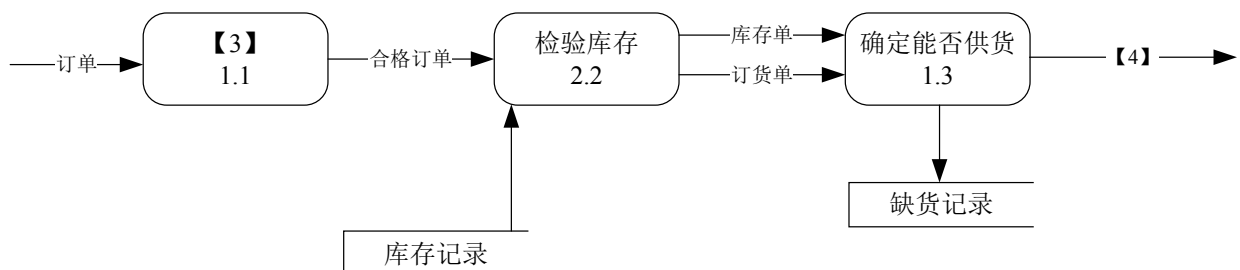 订单
【3】
1.1
合格订单
检验库存
2.2
库存单
订货单
确定能否供货
1.3
【4】
库存记录
缺货记录